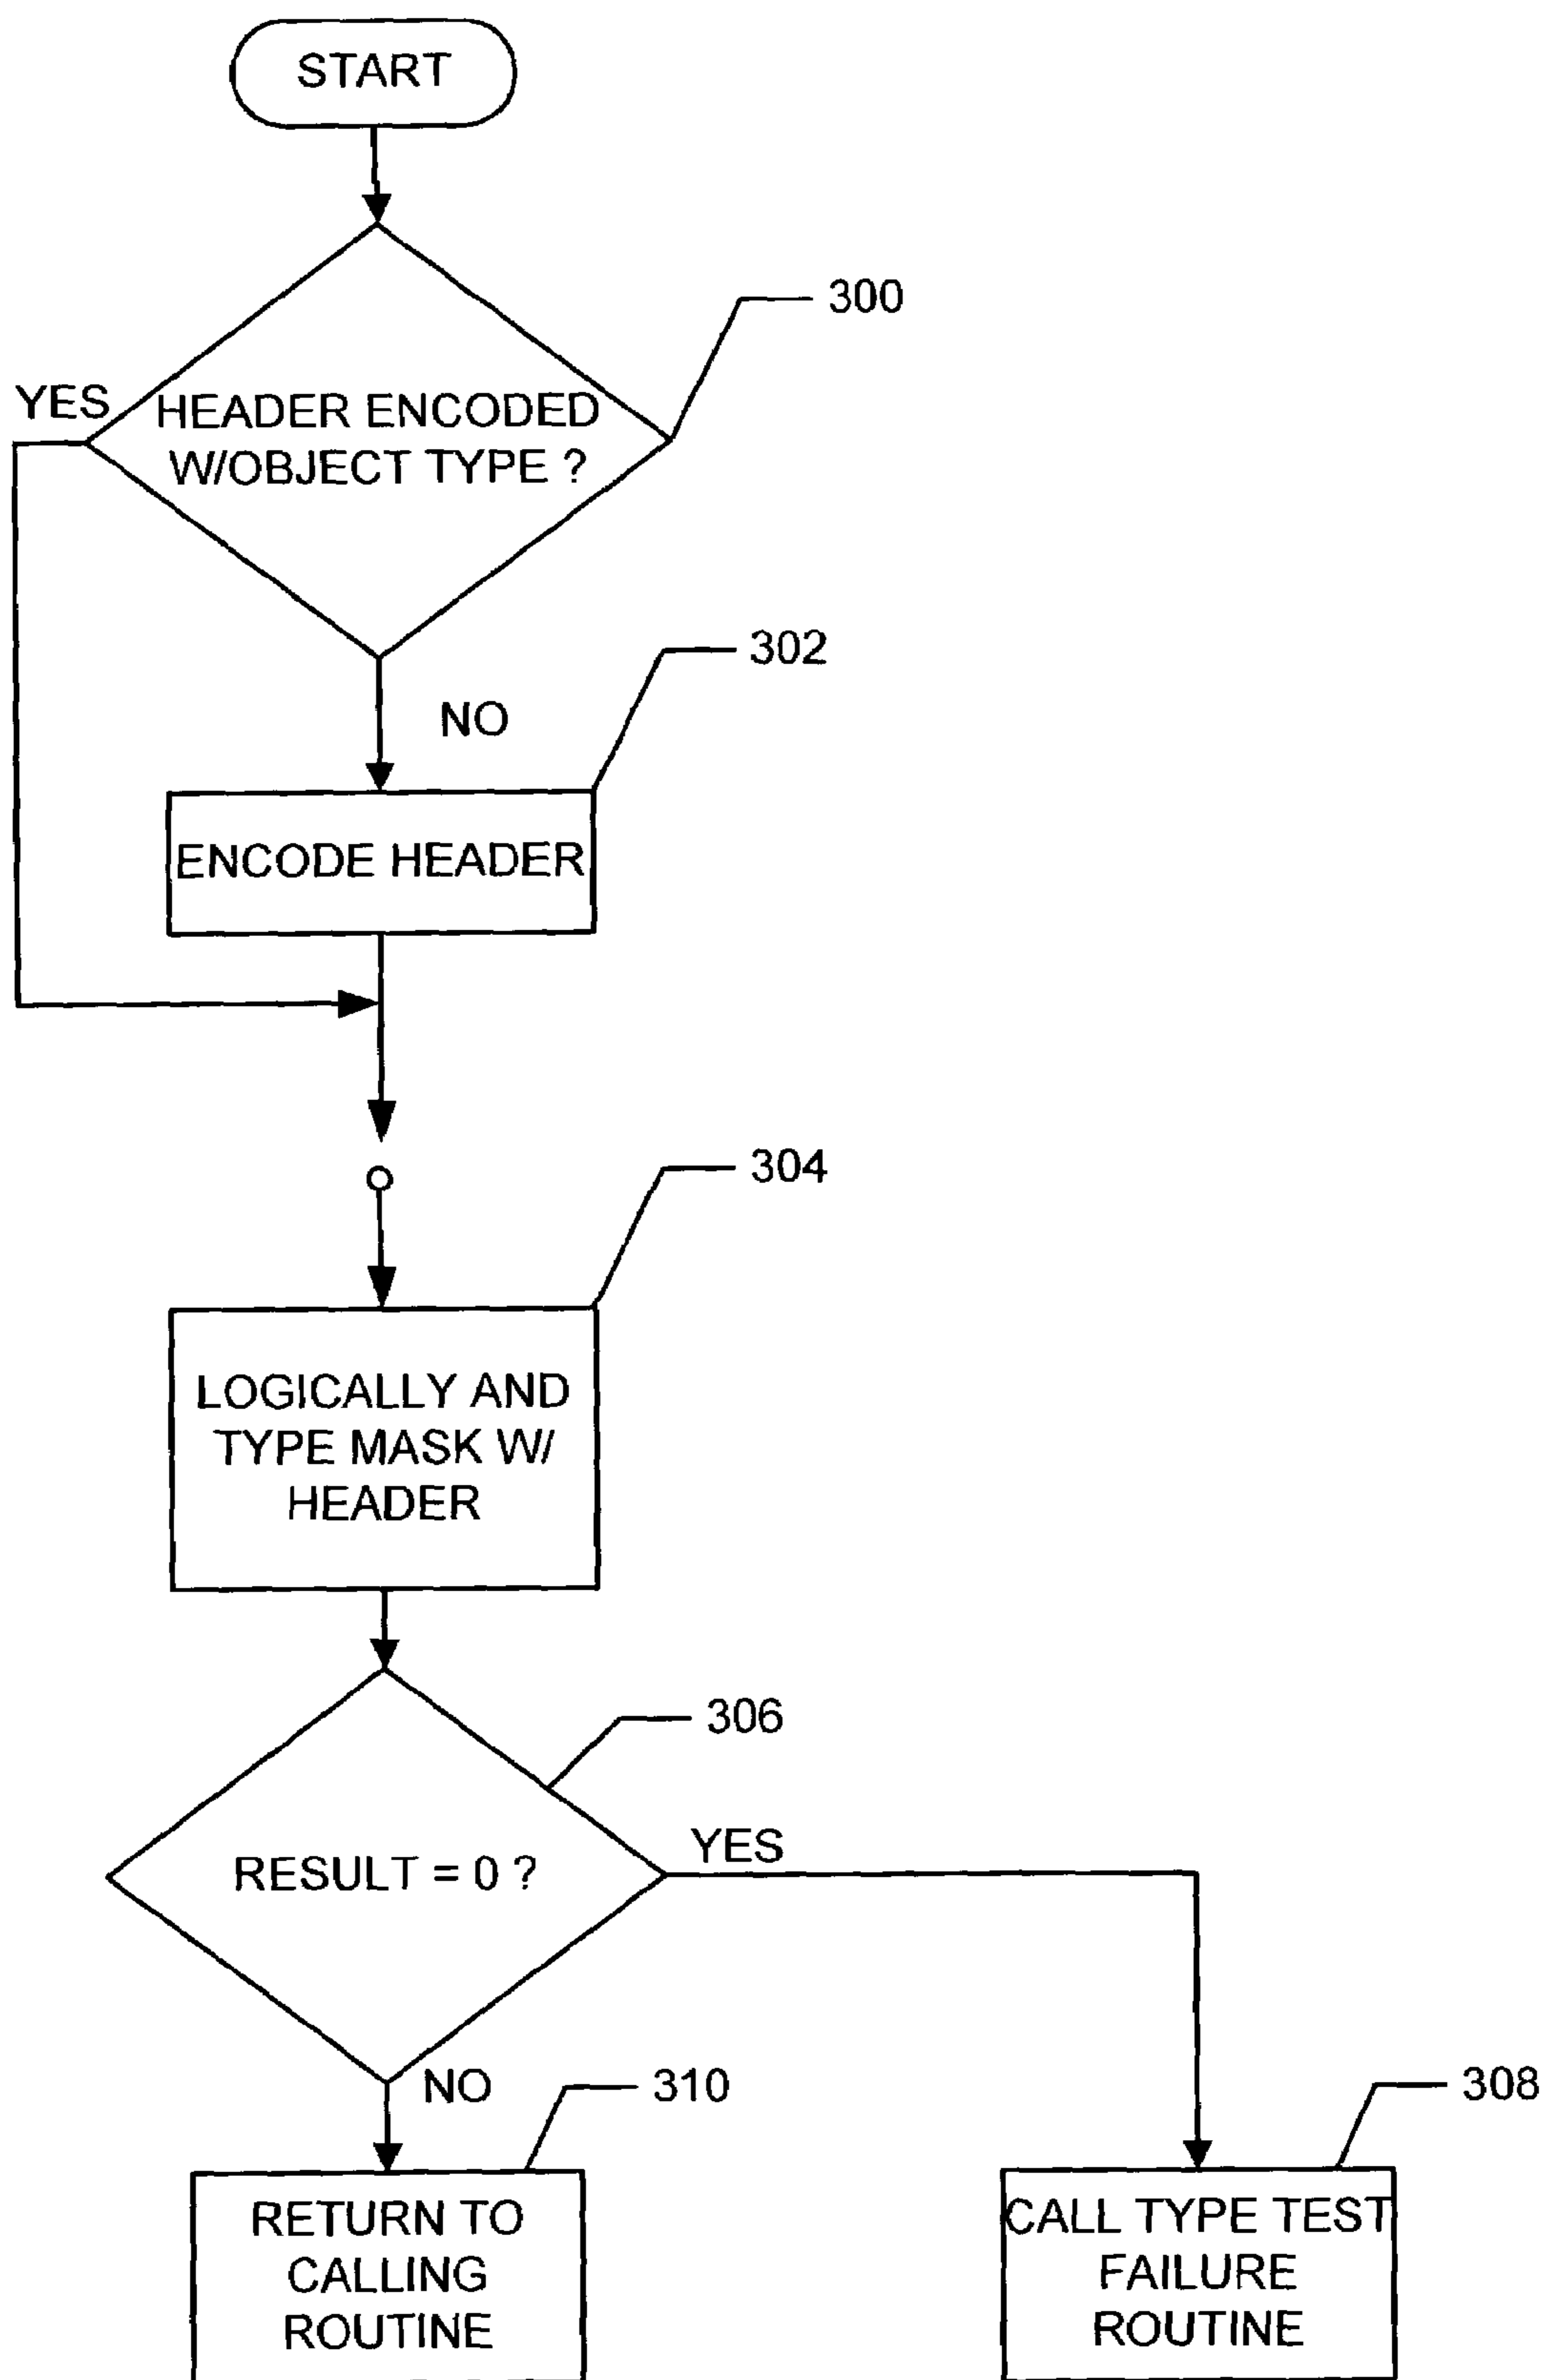 START
300
YES
HEADER ENCODED
W/OBJECT TYPE ?
302
NO
ENCODE HEADER
304
LOGICALLY AND
TYPE MASK W/
HEADER
306
YES
RESULT = 0 ?
NO
310
308
RETURN TO
CALLING
ROUTINE
CALL TYPE TEST
FAILURE
ROUTINE